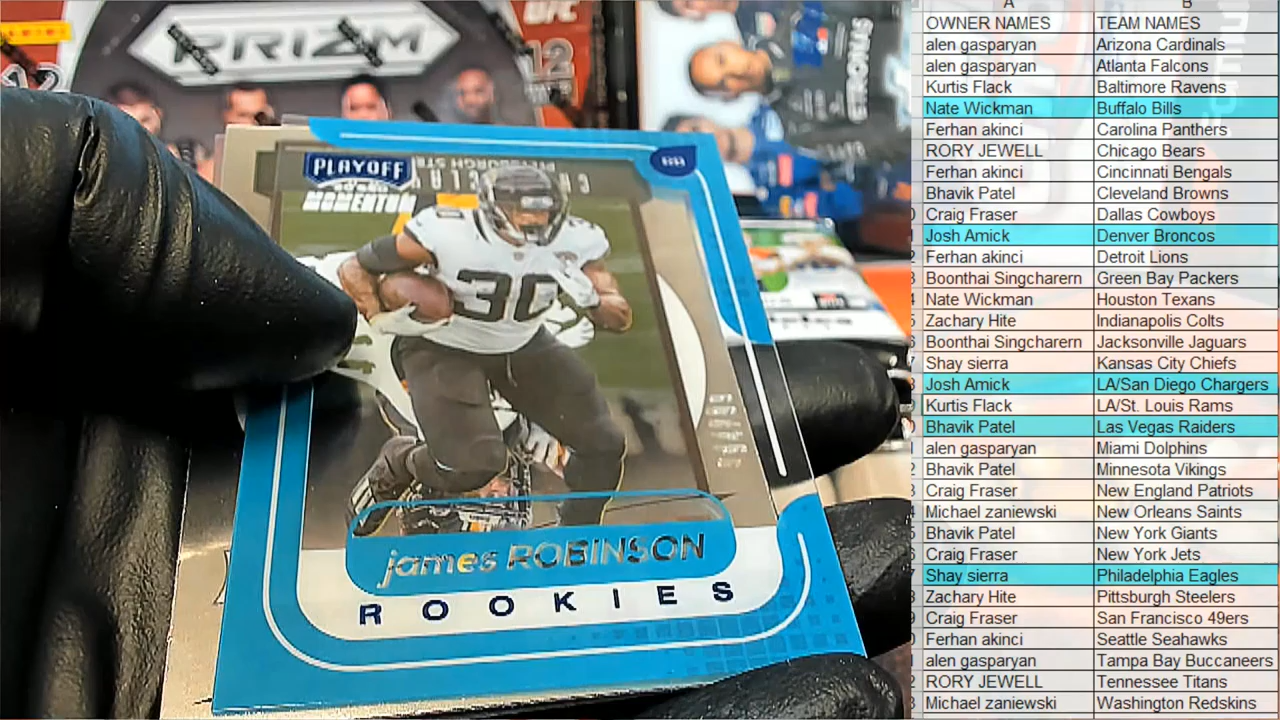 PRIZM
UFC
12
PLAYOFF
MOMENTUM
30
james ROBINSON
ROOKIES
A B
OWNER NAMES TEAM NAMES
alen gasparyan Arizona Cardinals
alen gasparyan Atlanta Falcons
Kurtis Flack Baltimore Ravens
Nate Wickman Buffalo Bills
Ferhan akinci Carolina Panthers
RORY JEWELL Chicago Bears
Ferhan akinci Cincinnati Bengals
Bhavik Patel Cleveland Browns
Craig Fraser Dallas Cowboys
Josh Amick Denver Broncos
Ferhan akinci Detroit Lions
Boonthai Singcharern Green Bay Packers
Nate Wickman Houston Texans
Zachary Hite Indianapolis Colts
Boonthai Singcharern Jacksonville Jaguars
Shay sierra Kansas City Chiefs
Josh Amick LA/San Diego Chargers
Kurtis Flack LA/St. Louis Rams
Bhavik Patel Las Vegas Raiders
alen gasparyan Miami Dolphins
Bhavik Patel Minnesota Vikings
Craig Fraser New England Patriots
Michael zaniewski New Orleans Saints
Bhavik Patel New York Giants
Craig Fraser New York Jets
Shay sierra Philadelphia Eagles
Zachary Hite Pittsburgh Steelers
Craig Fraser San Francisco 49ers
Ferhan akinci Seattle Seahawks
alen gasparyan Tampa Bay Buccaneers
RORY JEWELL Tennessee Titans
Michael zaniewski Washington Redskins